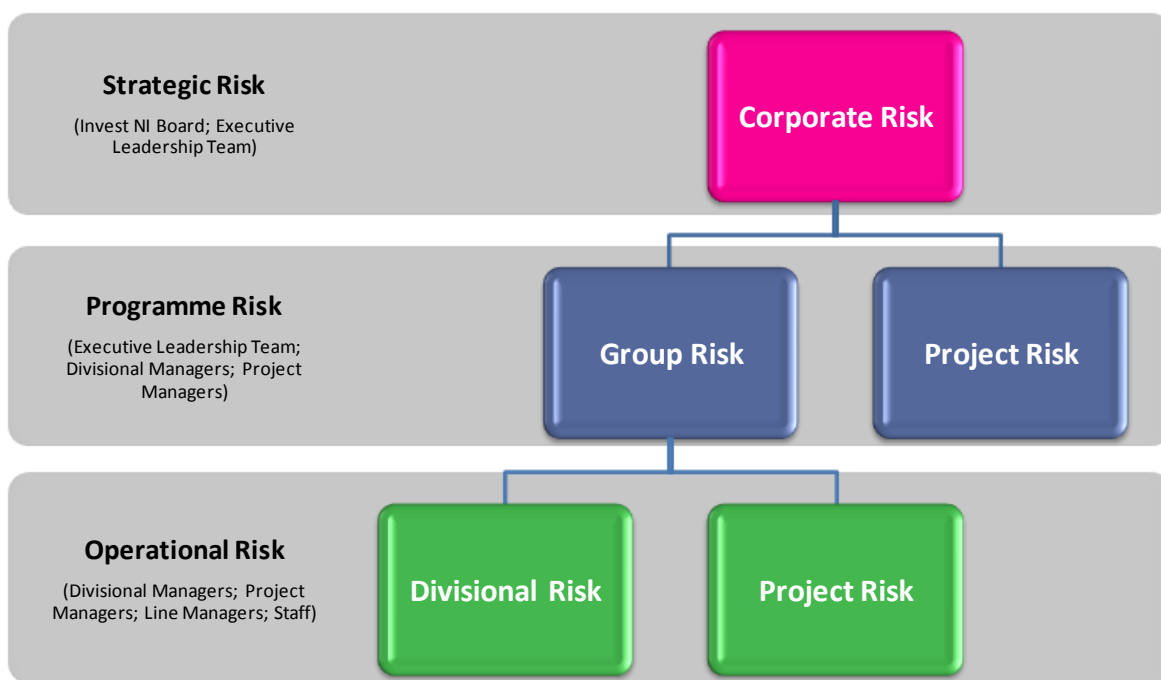 Strategic Risk
(Invest NI Board; Executive
Leadership Team)
Corporate Risk
Programme Risk
(Executive Leadership Team;
Divisional Managers; Project
Managers)
Group Risk
Project Risk
Operational Risk
(Divisional Managers; Project
Managers; Line Managers; Staff)
Divisional Risk
Project Risk